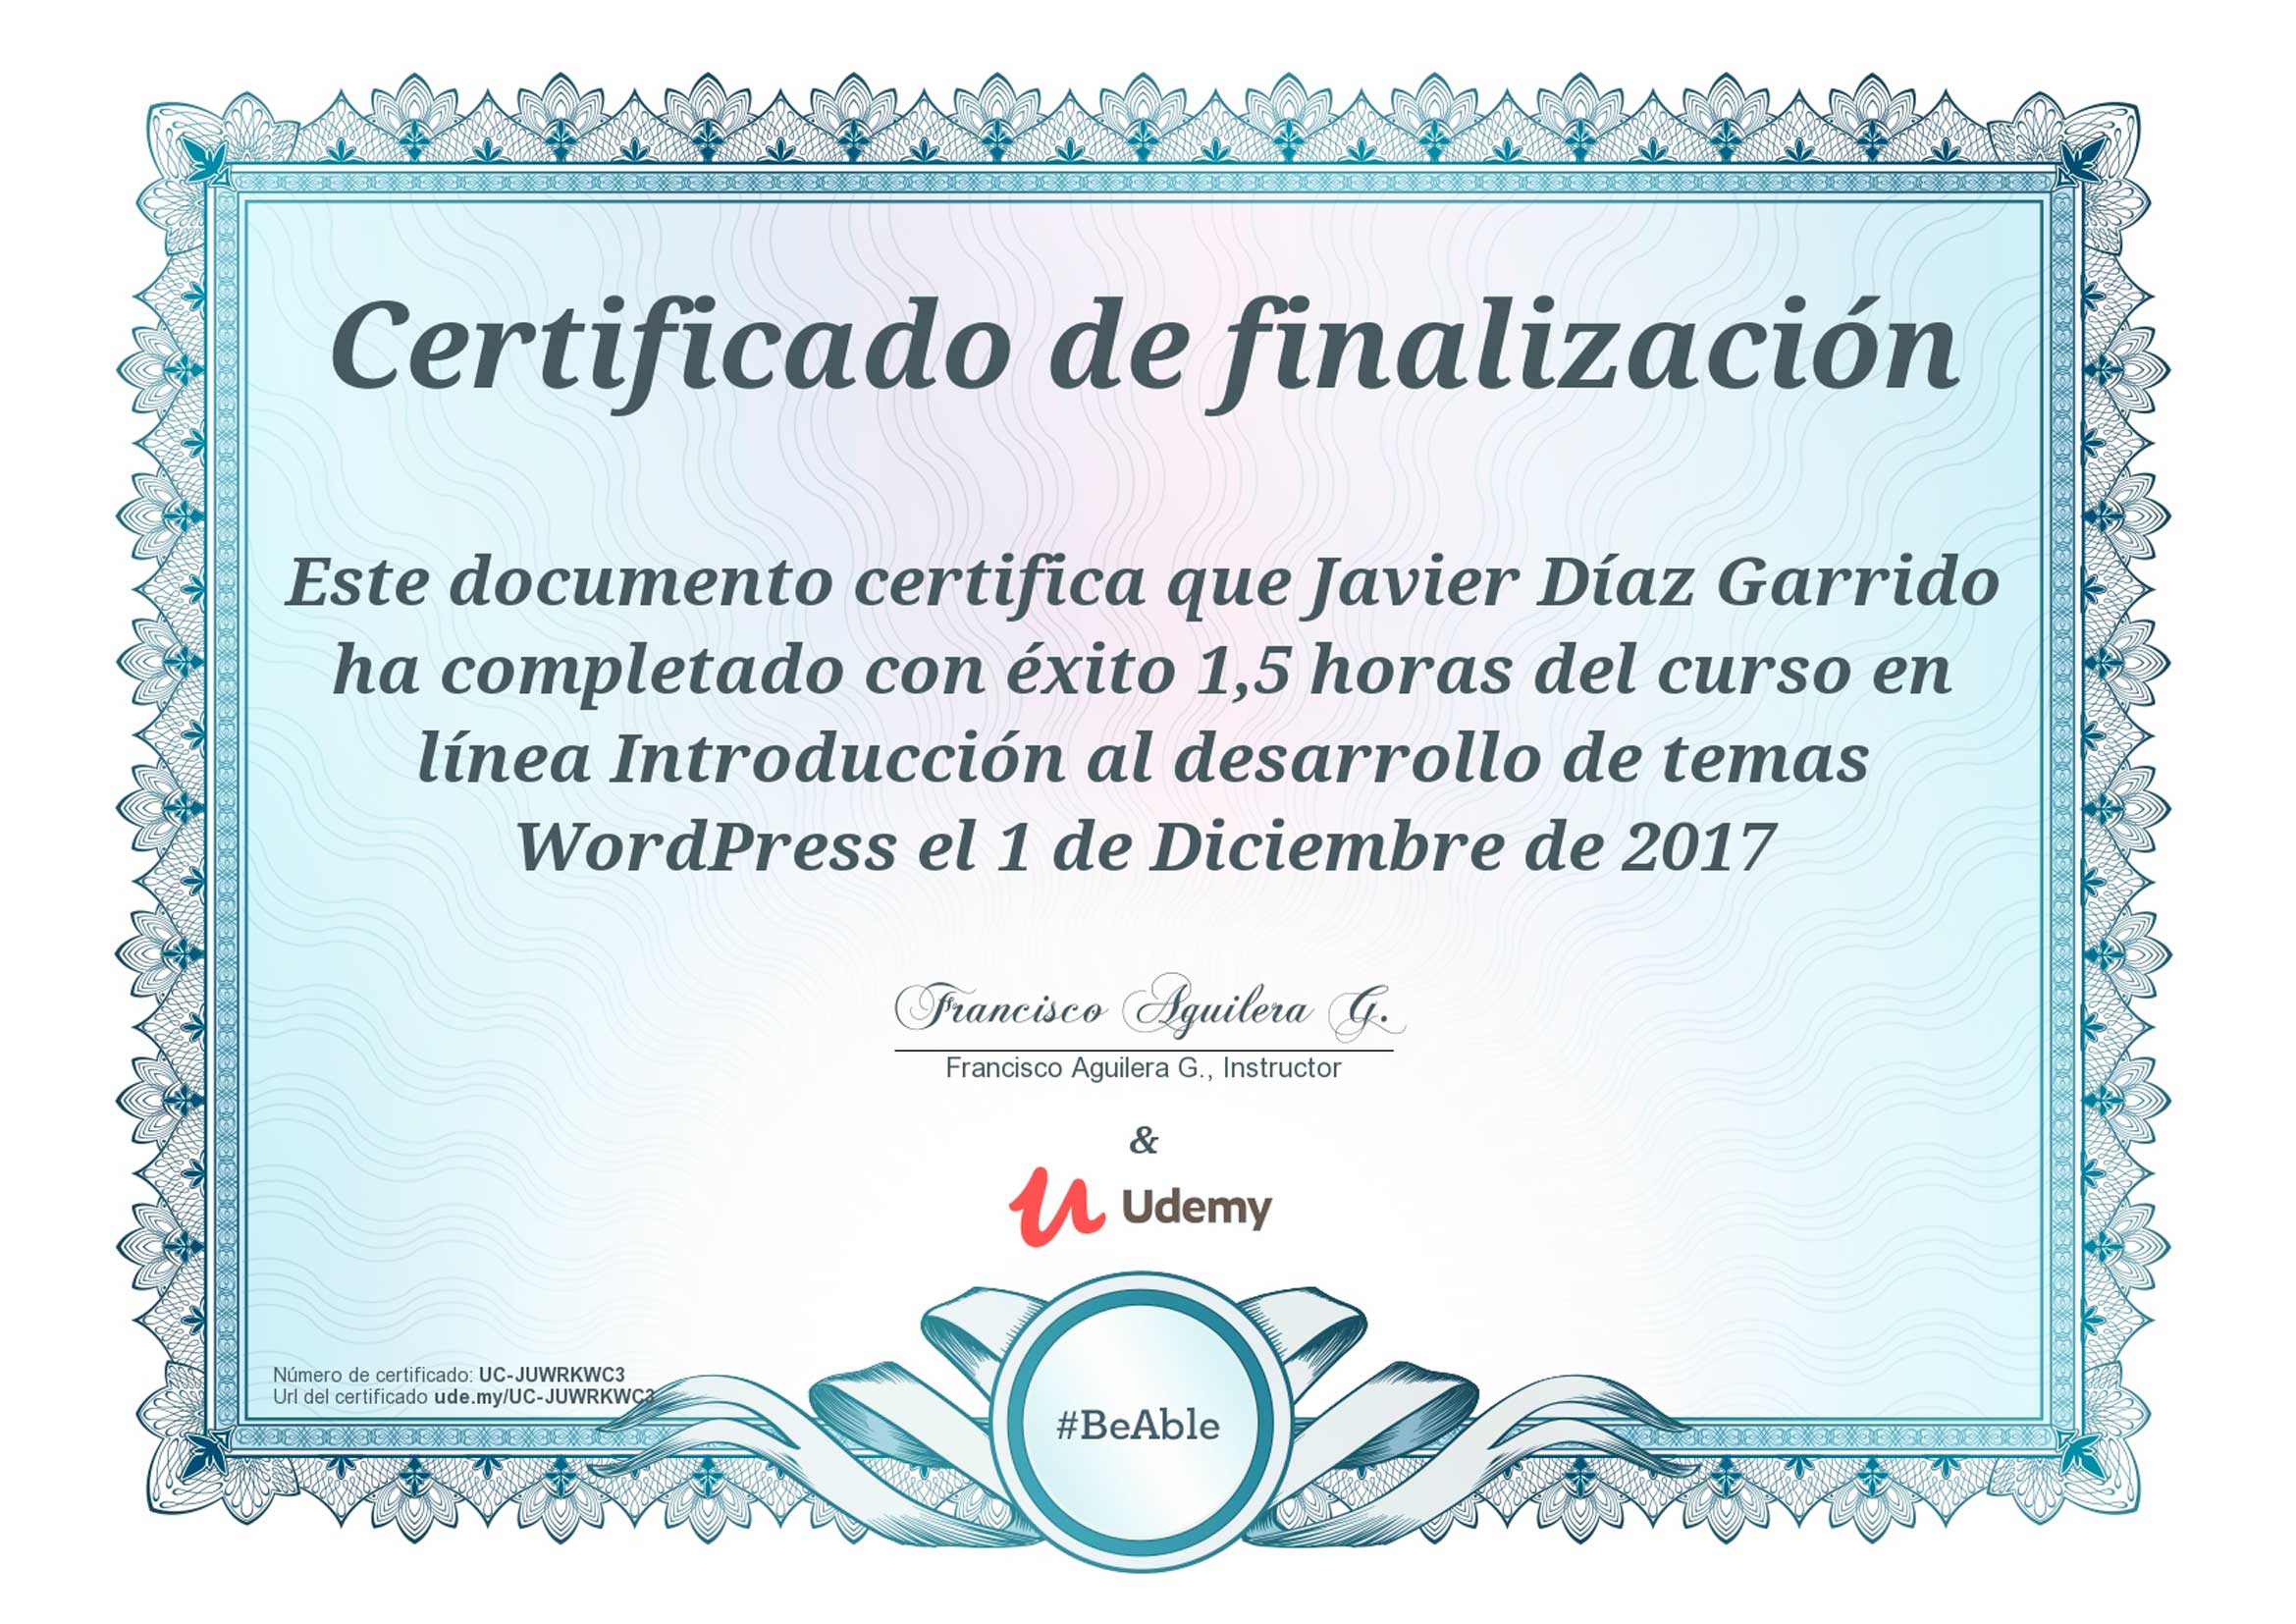 Certificado de finalización
Este documento certifica que Javier Díaz Garrido
ha completado con éxito 1,5 horas del curso en
línea Introducción al desarrollo de temas
WordPress el 1 de Diciembre de 2017
Francisco Aguilera G.
Francisco Aguilera G., Instructor
&
Udemy
Número de certificado: UC-JUWRKWC3
Url del certificado ude.my/UC-JUWRKWC3
#BeAble